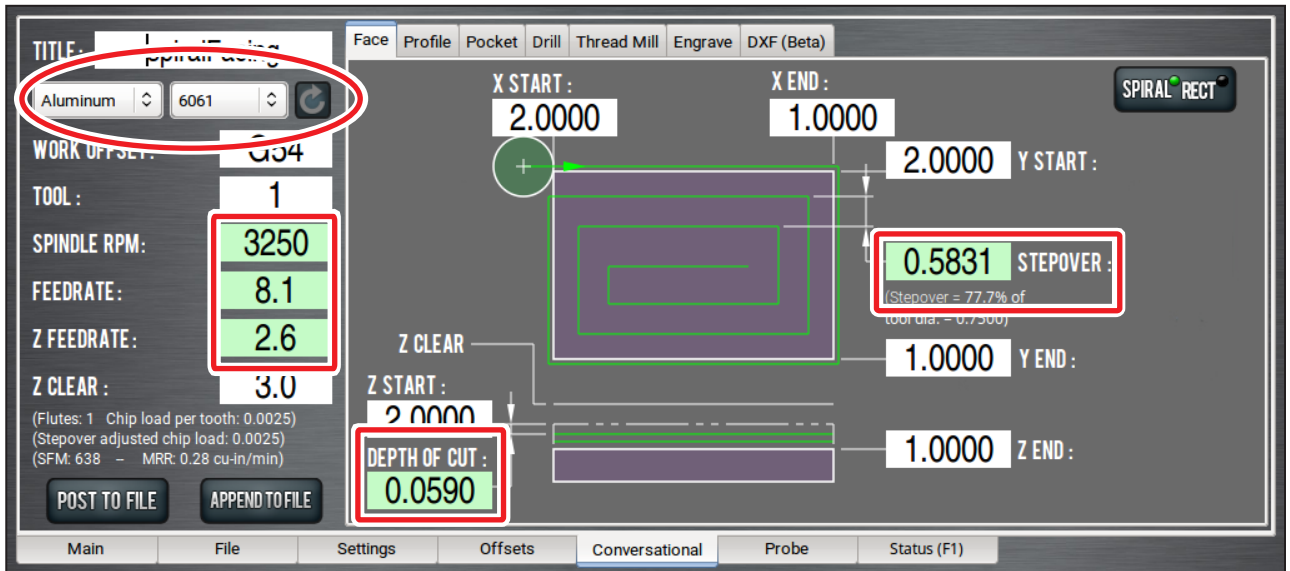 TITLE:
Face Profile Pocket Drill Thread Mill Engrave DXF (Beta)
Aluminum 6061
X START :
2.0000
X END :
1.0000
SPIRAL RECT
WORK OFFSET: G54
TOOL : 1
SPINDLE RPM: 3250
FEEDRATE : 8.1
Z FEEDRATE : 2.6
Z CLEAR : 3.0
(Flutes: 1 Chip load per tooth: 0.0025)
(Stepover adjusted chip load: 0.0025)
(SFM: 638 – MRR: 0.28 cu-in/min)
POST TO FILE APPEND TO FILE
2.0000 Y START :
0.5831 STEPOVER :
(Stepover = 77.7% of
tool dia. = 0.7500)
1.0000 Y END :
Z CLEAR
Z START :
2.0000
DEPTH OF CUT :
0.0590
1.0000 Z END :
Main File Settings Offsets Conversational Probe Status (F1)